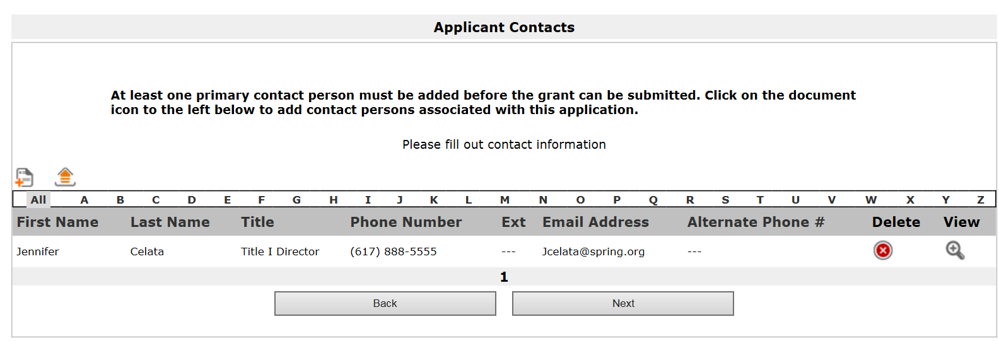 Applicant Contacts
At least one primary contact person must be added before the grant can be submitted. Click on the document
icon to the left below to add contact persons associated with this application.
Please fill out contact information
All A B C D E F G H I J K L M N O P Q R S T U V W X Y Z
First Name Last Name Title Phone Number Ext Email Address Alternate Phone # Delete View
Jennifer Celata Title I Director (617) 888-5555 --- Jcelata@spring.org ---
1
Back Next